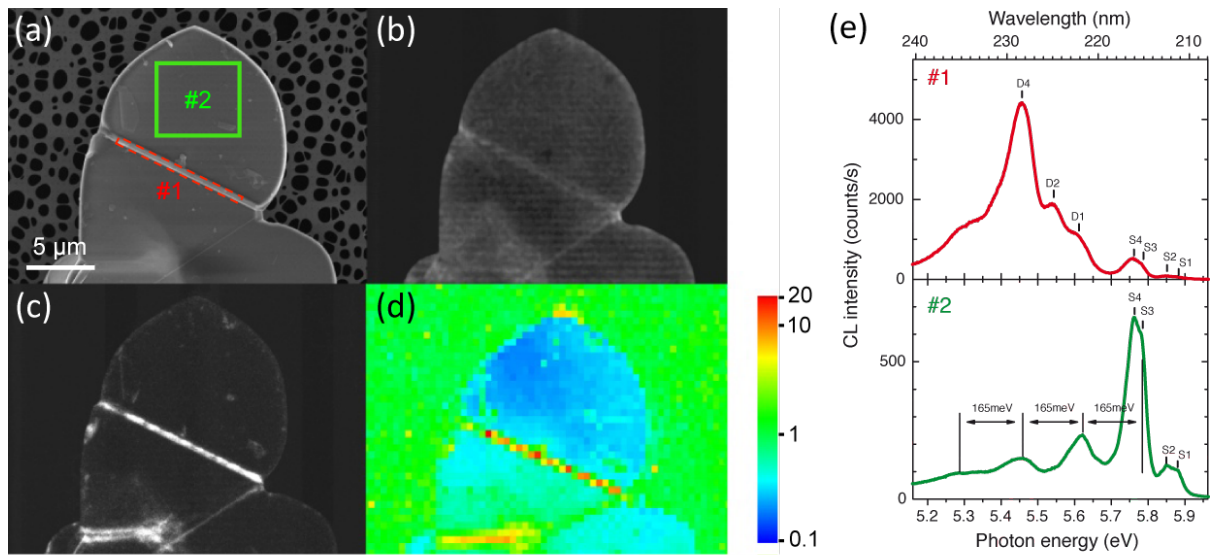 (a)
#2
#1
5 μm
(b)
(c)
(d)
20
10
1
0.1
(e)
Wavelength (nm)
240 230 220 210
#1
D4
D2
D1
S4
S3
S2
S1
4000
2000
0
CL intensity (counts/s)
#2
S4
S3
165meV 165meV 165meV
S2
S1
500
0
5.2 5.3 5.4 5.5 5.6 5.7 5.8 5.9
Photon energy (eV)